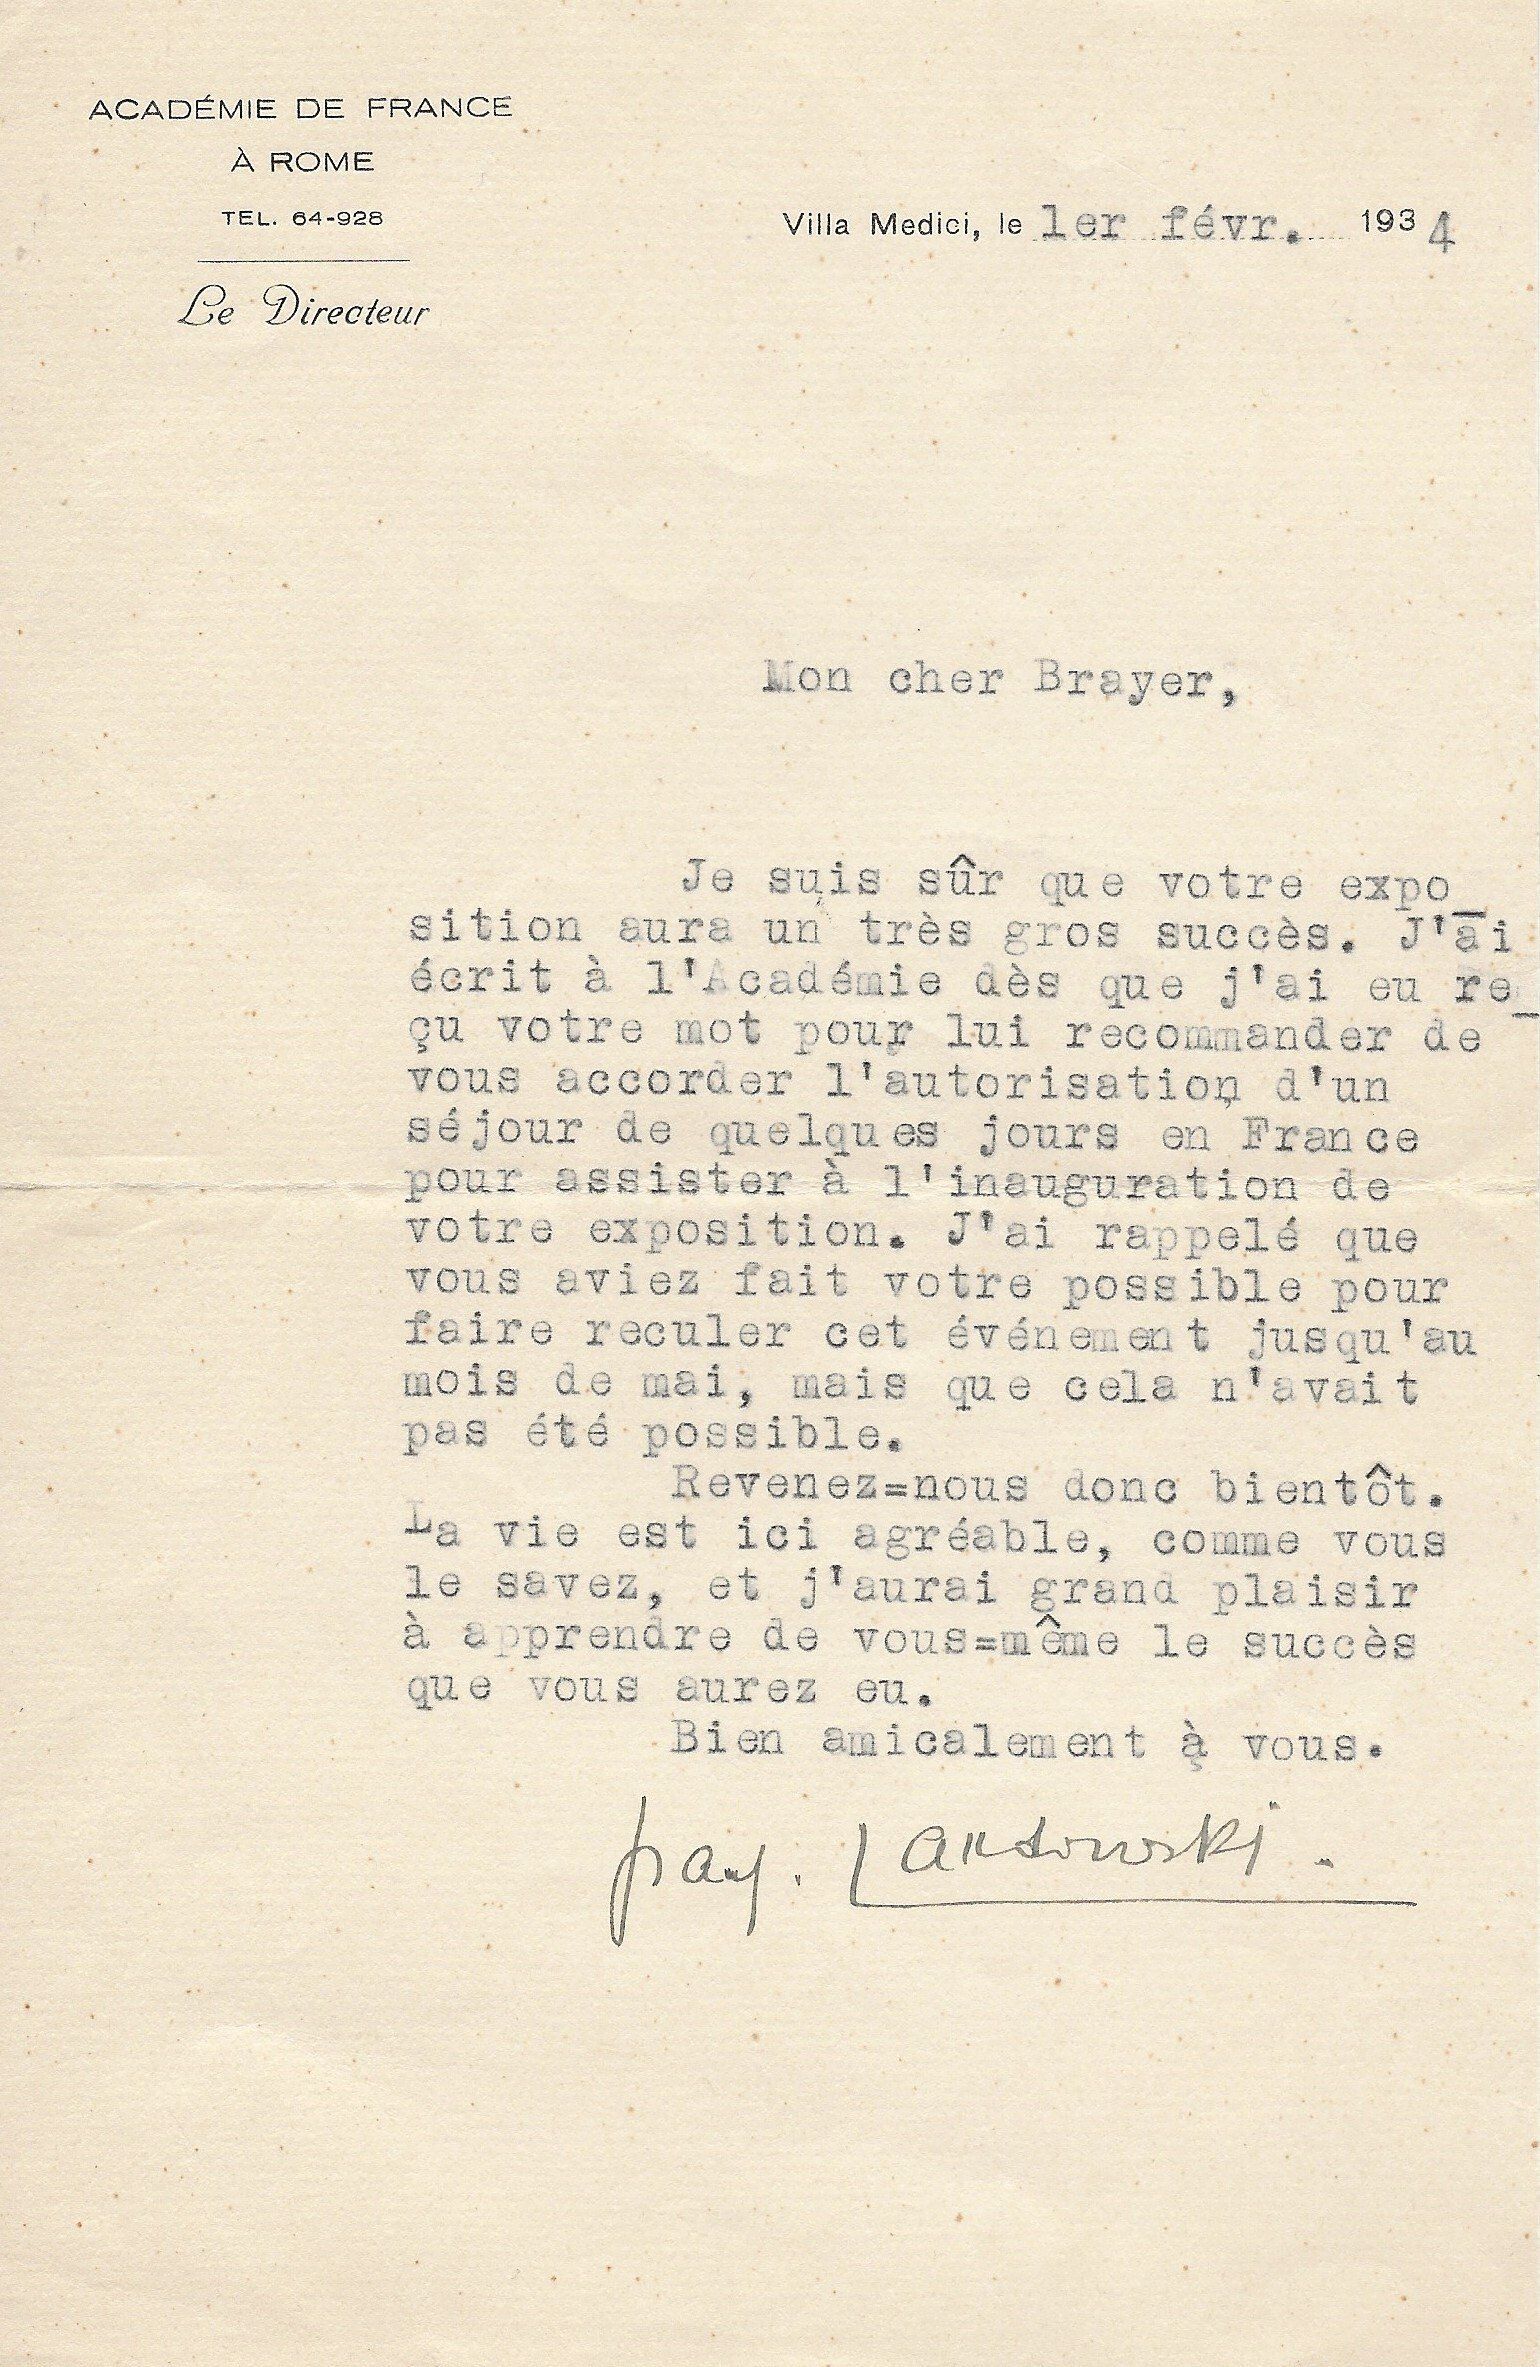 ACADÉMIE DE FRANCE
À ROME
TEL. 64-928
Le Directeur
Villa Medici, le 1er févr. 1934
Mon cher Brayer,
Je suis sûr que votre expo_
sition aura un très gros succès. J'ai
écrit à l'Académie dès que j'ai eu re_
çu votre mot pour lui recommander de
vous accorder l'autorisation d'un
séjour de quelques jours en France
pour assister à l'inauguration de
votre exposition. J'ai rappelé que
vous aviez fait votre possible pour
faire reculer cet événement jusqu'au
mois de mai, mais que cela n'avait
pas été possible.
Revenez=nous donc bientôt.
La vie est ici agréable, comme vous
le savez, et j'aurai grand plaisir
à apprendre de vous=même le succès
que vous aurez eu.
Bien amicalement à vous.
Paul. Landowski.